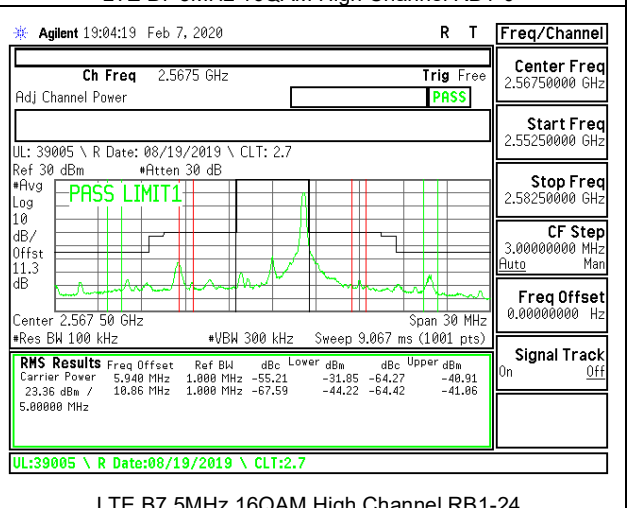 Agilent 19:04:19 Feb 7, 2020 R T Freq/Channel
Ch Freq 2.5675 GHz Trig Free
Adj Channel Power PASS
Center Freq
2.56750000 GHz
Start Freq
2.55250000 GHz
UL: 39005 \ R Date: 08/19/2019 \ CLT: 2.7
Ref 30 dBm #Atten 30 dB
#Avg
Log
10
dB/
Offst
11.3
dB
PASS LIMIT1
Stop Freq
2.58250000 GHz
CF Step
3.00000000 MHz
Auto Man
Freq Offset
0.00000000 Hz
Center 2.567 50 GHz Span 30 MHz
#Res BW 100 kHz #VBW 300 kHz Sweep 9.067 ms (1001 pts)
Signal Track
On Off
RMS Results Freq Offset Ref BW dBc Lower dBm dBc Upper dBm
Carrier Power 5.940 MHz 1.000 MHz -55.21 -31.85 -64.27 -40.91
23.36 dBm / 10.86 MHz 1.000 MHz -67.59 -44.22 -64.42 -41.06
5.00000 MHz
UL:39005 \ R Date:08/19/2019 \ CLT:2.7
LTE B7 5MHz 16QAM High Channel RB1-24